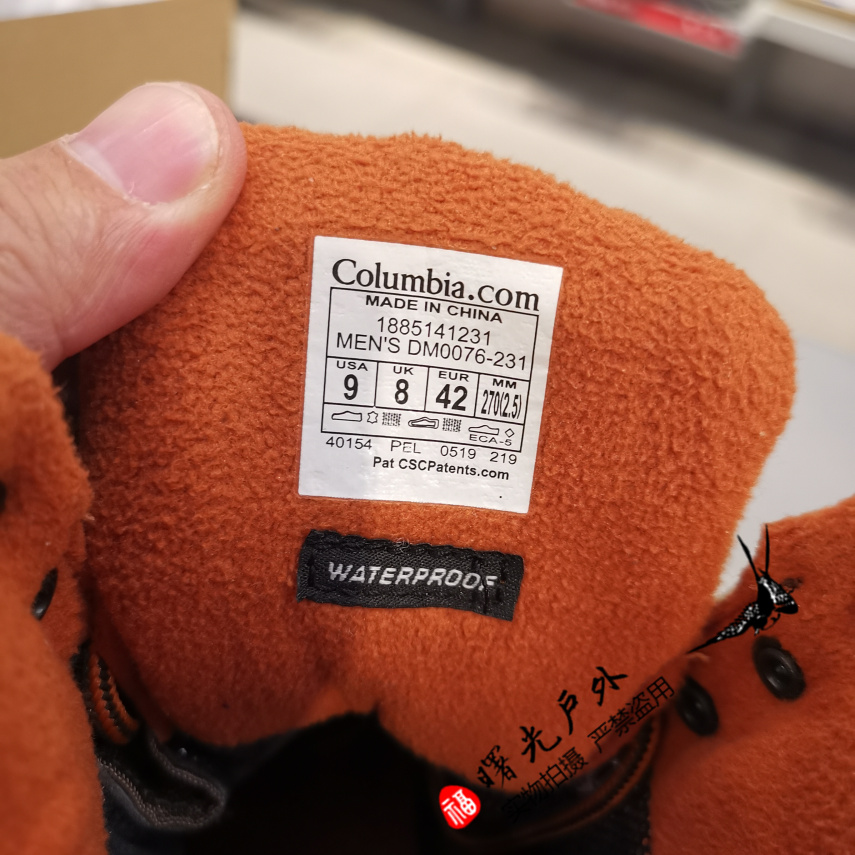 Columbia.com
MADE IN CHINA
1885141231
MEN'S DM0076-231
USA UK EUR MM
9 8 42 270(2.5)
ECA-5
40154 PEL 0519 219
Pat CSCPatents.com
WATERPROOF
曙光户外
实物拍摄 严禁盗用
福